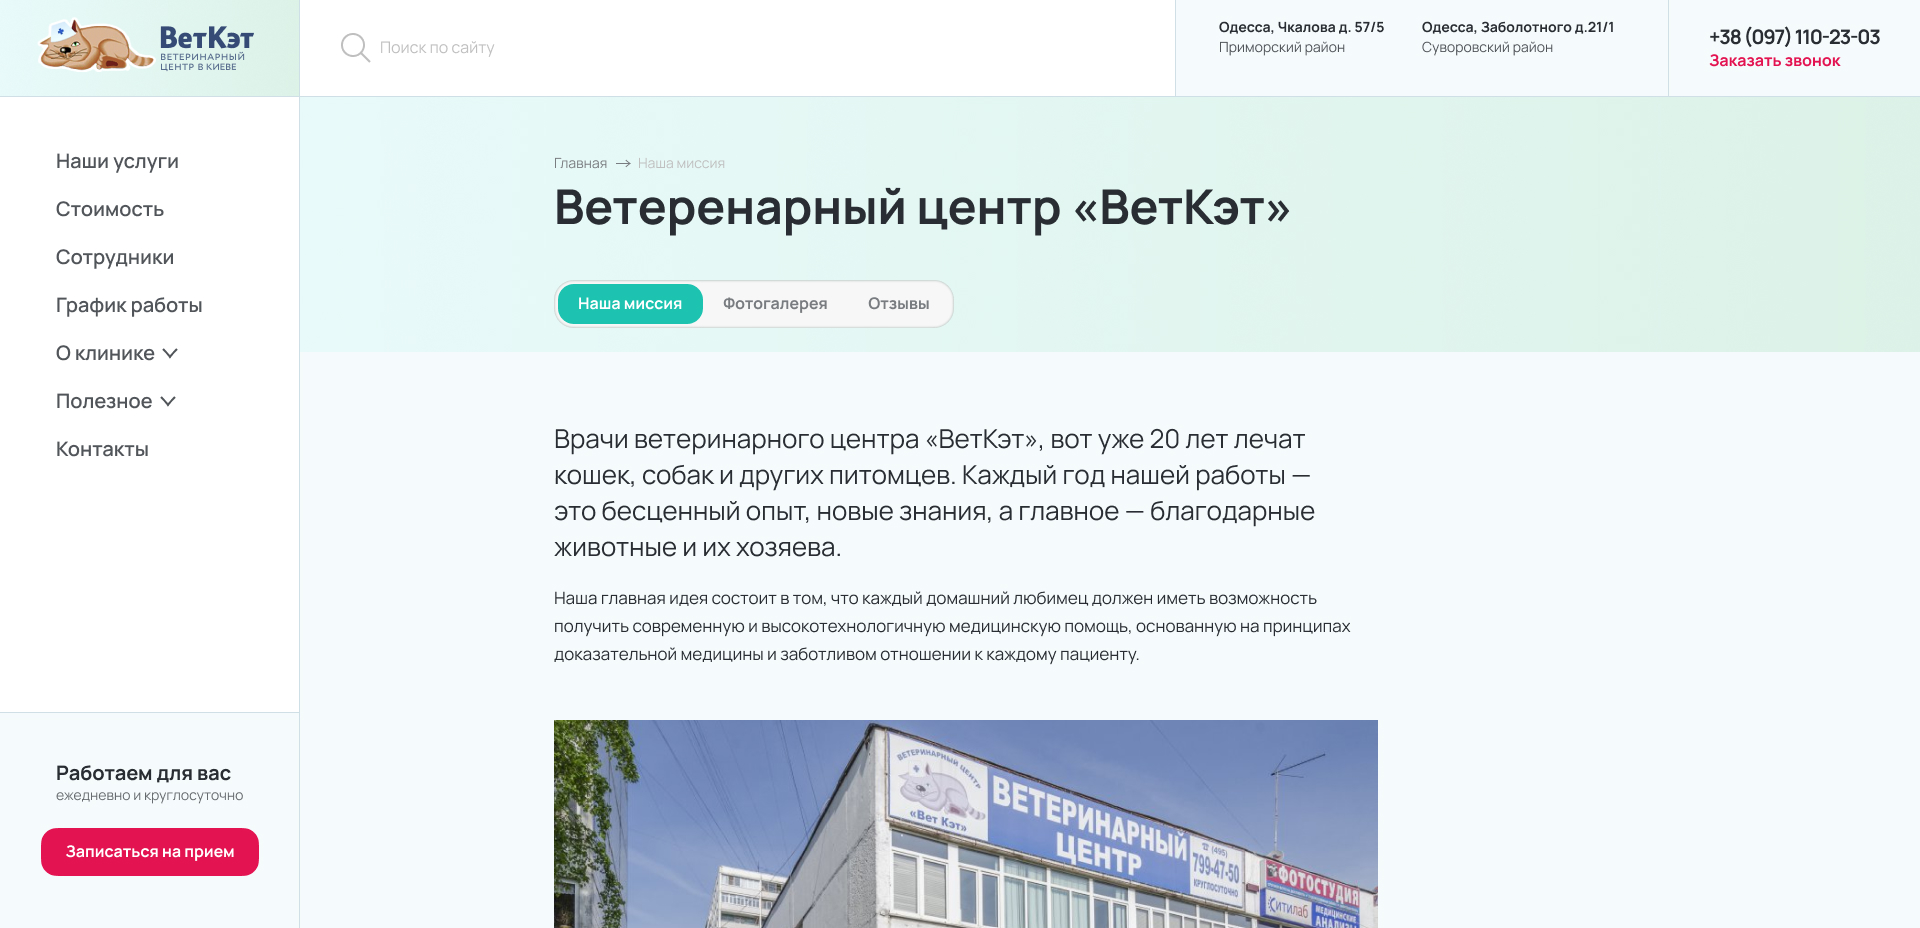 ВетКэт
ВЕТЕРИНАРНЫЙ
ЦЕНТР В КИЕВЕ
Поиск по сайту
Одесса, Чкалова д. 57/5
Приморский район
Одесса, Заболотного д.21/1
Суворовский район
+38 (097) 110-23-03
Заказать звонок
Наши услуги
Стоимость
Сотрудники
График работы
О клинике
Полезное
Контакты
Работаем для вас
ежедневно и круглосуточно
Записаться на прием
Главная → Наша миссия
Ветеренарный центр «ВетКэт»
Наша миссия
Фотогалерея
Отзывы
Врачи ветеринарного центра «ВетКэт», вот уже 20 лет лечат
кошек, собак и других питомцев. Каждый год нашей работы —
это бесценный опыт, новые знания, а главное — благодарные
животные и их хозяева.
Наша главная идея состоит в том, что каждый домашний любимец должен иметь возможность
получить современную и высокотехнологичную медицинскую помощь, основанную на принципах
доказательной медицины и заботливом отношении к каждому пациенту.
ВЕТЕРИНАРНЫЙ ЦЕНТР
«Вет Кэт»
ВЕТЕРИНАРНЫЙ
ЦЕНТР
☎ (495)
799-47-50
КРУГЛОСУТОЧНО
ФОТОСТУДИЯ
Ситилаб
МЕДИЦИНСКИЕ
АНАЛИЗЫ